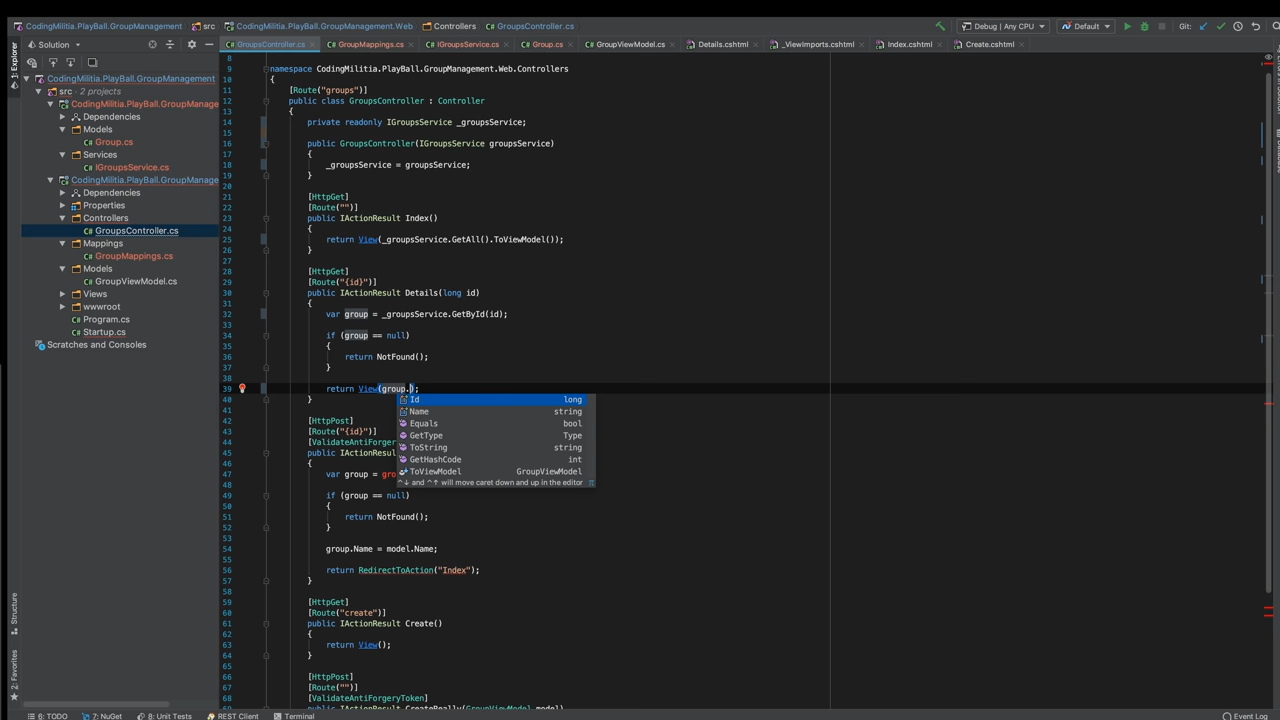 CodingMilitia.PlayBall.GroupManagement
src
CodingMilitia.PlayBall.GroupManagement.Web
Controllers
GroupsController.cs
Debug | Any CPU
Default
Git:
Solution
GroupsController.cs
GroupMappings.cs
IGroupsService.cs
Group.cs
GroupViewModel.cs
Details.cshtml
_ViewImports.cshtml
Index.cshtml
Create.cshtml
1: Explorer
Structure
2: Favorites
CodingMilitia.PlayBall.GroupManagement
src 2 projects
CodingMilitia.PlayBall.GroupManage
Dependencies
Models
Group.cs
Services
IGroupsService.cs
CodingMilitia.PlayBall.GroupManage
Dependencies
Properties
Controllers
GroupsController.cs
Mappings
GroupMappings.cs
Models
GroupViewModel.cs
Views
wwwroot
Program.cs
Startup.cs
Scratches and Consoles
8
9 namespace CodingMilitia.PlayBall.GroupManagement.Web.Controllers
10 {
11 [Route("groups")]
12 public class GroupsController : Controller
13 {
14 private readonly IGroupsService _groupsService;
15
16 public GroupsController(IGroupsService groupsService)
17 {
18 _groupsService = groupsService;
19 }
20
21 [HttpGet]
22 [Route("")]
23 public IActionResult Index()
24 {
25 return View(_groupsService.GetAll().ToViewModel());
26 }
27
28 [HttpGet]
29 [Route("{id}")]
30 public IActionResult Details(long id)
31 {
32 var group = _groupsService.GetById(id);
33
34 if (group == null)
35 {
36 return NotFound();
37 }
38
39 return View(group.);
40 }
Id long
Name string
Equals bool
GetType Type
ToString string
GetHashCode int
ToViewModel GroupViewModel
^↓ and ^↑ will move caret down and up in the editor π
41
42 [HttpPost]
43 [Route("{id}")]
44 [ValidateAntiForgery
45 public IActionResul
46 {
47 var group = gro
48
49 if (group == null)
50 {
51 return NotFound();
52 }
53
54 group.Name = model.Name;
55
56 return RedirectToAction("Index");
57 }
58
59 [HttpGet]
60 [Route("create")]
61 public IActionResult Create()
62 {
63 return View();
64 }
65
66 [HttpPost]
67 [Route("")]
68 [ValidateAntiForgeryToken]
69 public IActionResult CreateReally(GroupViewModel model)
6: TODO
7: NuGet
8: Unit Tests
REST Client
Terminal
Event Log